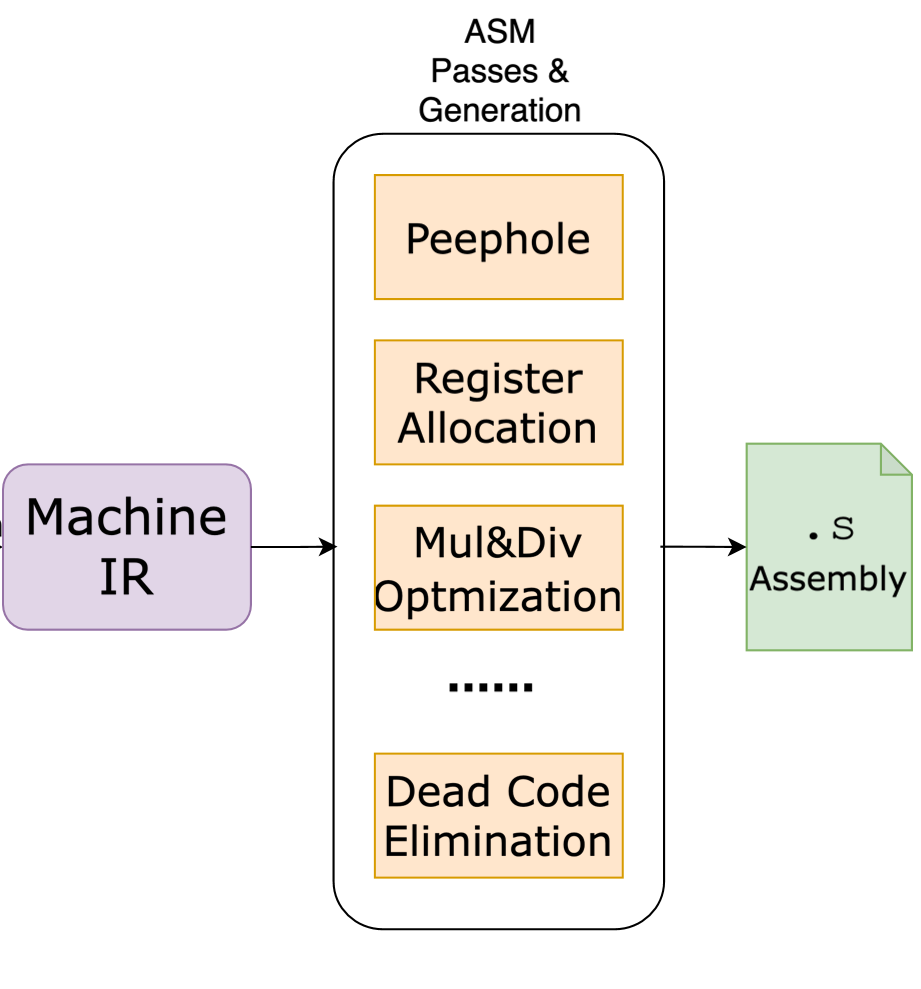 ASM
Passes &
Generation
Peephole
Register
Allocation
Machine
IR
Mul&Div
Optmization
.s
Assembly
......
Dead Code
Elimination